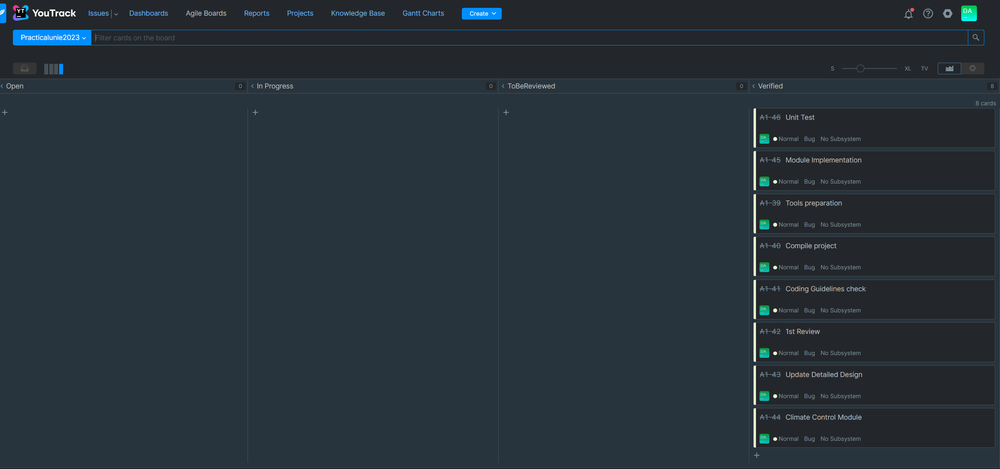 YT YouTrack Issues Dashboards Agile Boards Reports Projects Knowledge Base Gantt Charts Create DA
Practicalunie2023 Filter cards on the board
S XL TV
Open 0 In Progress 0 ToBeReviewed 0 Verified 8
8 cards
A1-46 Unit Test
DA Normal Bug No Subsystem
A1-45 Module Implementation
DA Normal Bug No Subsystem
A1-39 Tools preparation
DA Normal Bug No Subsystem
A1-40 Compile project
DA Normal Bug No Subsystem
A1-41 Coding Guidelines check
DA Normal Bug No Subsystem
A1-42 1st Review
DA Normal Bug No Subsystem
A1-43 Update Detailed Design
DA Normal Bug No Subsystem
A1-44 Climate Control Module
DA Normal Bug No Subsystem